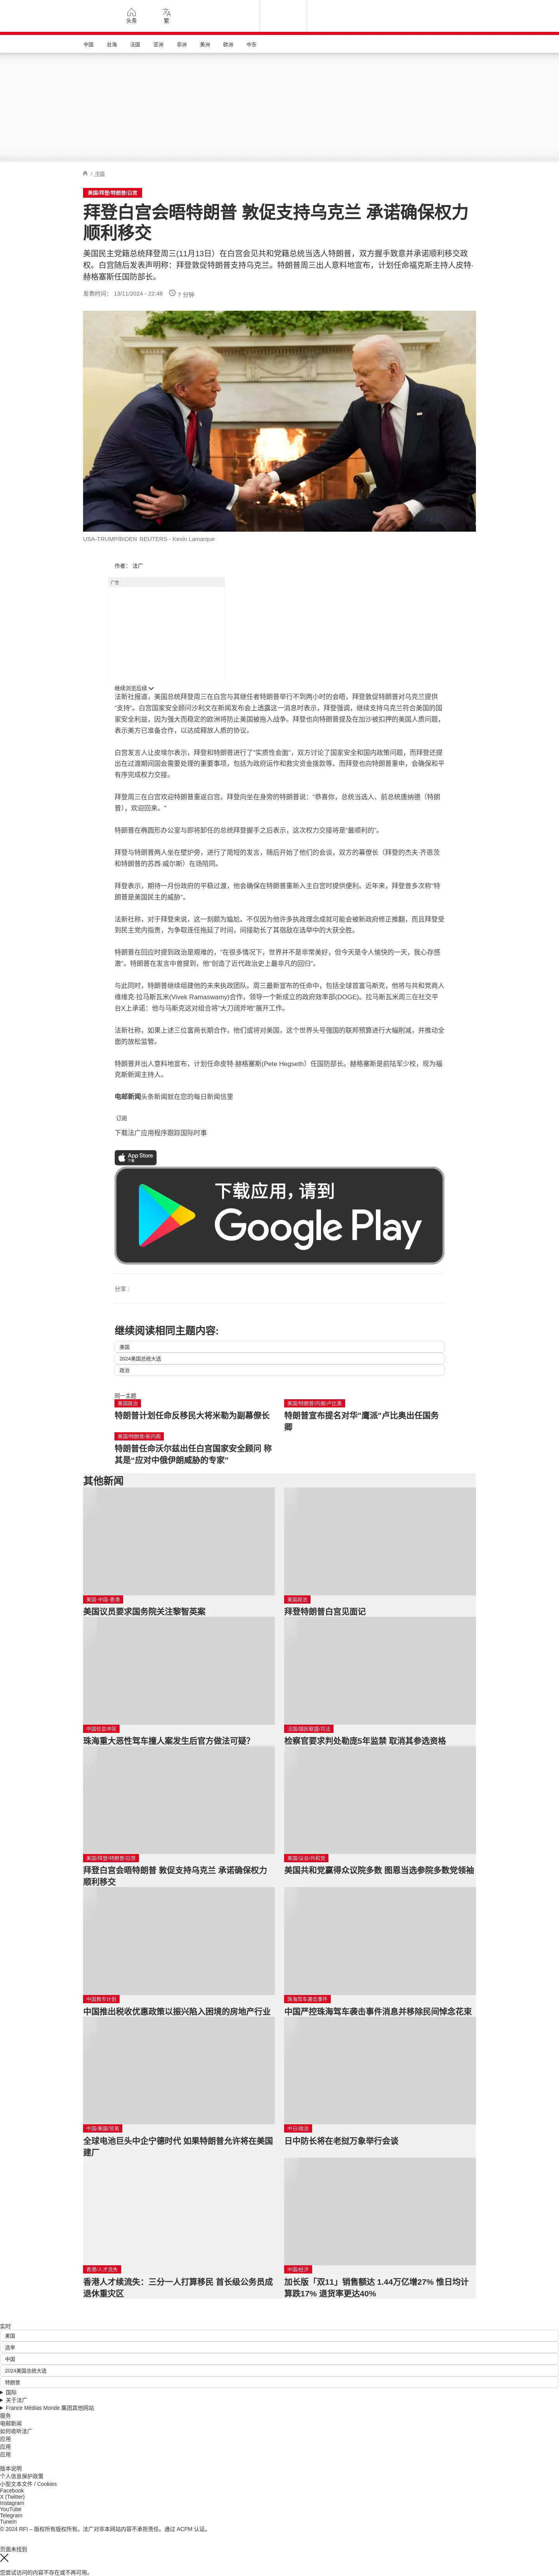 头条
繁
中国
台海
法国
亚洲
非洲
美洲
欧洲
中东
/ 中国
美国/拜登/特朗普/白宫
拜登白宫会晤特朗普 敦促支持乌克兰 承诺确保权力
顺利移交
美国民主党籍总统拜登周三(11月13日）在白宫会见共和党籍总统当选人特朗普，双方握手致意并承诺顺利移交政
权。白宫随后发表声明称：拜登敦促特朗普支持乌克兰。特朗普周三出人意料地宣布，计划任命福克斯主持人皮特·
赫格塞斯任国防部长。
发表时间： 13/11/2024 - 22:48
7 分钟
USA-TRUMP/BIDEN REUTERS - Kevin Lamarque
作者： 法广
广告
继续浏览后续
法新社报道，美国总统拜登周三在白宫与其继任者特朗普举行不到两小时的会晤，拜登敦促特朗普对乌克兰提供
“支持”。白宫国家安全顾问沙利文在新闻发布会上透露这一消息时表示，拜登强调，继续支持乌克兰符合美国的国
家安全利益，因为强大而稳定的欧洲将防止美国被拖入战争。拜登也向特朗普提及在加沙被扣押的美国人质问题，
表示美方已准备合作，以达成释放人质的协议。
白宫发言人让皮埃尔表示，拜登和特朗普进行了“实质性会面”，双方讨论了国家安全和国内政策问题，而拜登还提
出在过渡期间国会需要处理的重要事项，包括为政府运作和救灾资金拨款等。而拜登也向特朗普重申，会确保和平
有序完成权力交接。
拜登周三在白宫欢迎特朗普重返白宫。拜登向坐在身旁的特朗普说：“恭喜你，总统当选人、前总统唐纳德（特朗
普），欢迎回来。”
特朗普在椭圆形办公室与即将卸任的总统拜登握手之后表示，这次权力交接将是“最顺利的”。
拜登与特朗普两人坐在壁炉旁，进行了简短的发言，随后开始了他们的会谈，双方的幕僚长（拜登的杰夫·齐恩茨
和特朗普的苏西·威尔斯）在场陪同。
拜登表示，期待一月份政府的平稳过渡，他会确保在特朗普重新入主白宫时提供便利。近年来，拜登曾多次称“特
朗普是美国民主的威胁”。
法新社称，对于拜登来说，这一刻颇为尴尬。不仅因为他许多执政理念成就可能会被新政府修正推翻，而且拜登受
到民主党内指责，为争取连任拖延了时间，间接助长了其宿敌在选举中的大获全胜。
特朗普在回应时提到政治是艰难的，“在很多情况下，世界并不是非常美好，但今天是令人愉快的一天，我心存感
激”。特朗普在发言中曾提到，他“创造了近代政治史上最非凡的回归”。
与此同时，特朗普继续组建他的未来执政团队。周三最新宣布的任命中，包括全球首富马斯克，他将与共和党商人
维维克·拉马斯瓦米(Vivek Ramaswamy)合作，领导一个新成立的政府效率部(DOGE)。拉马斯瓦米周三在社交平
台X上承诺：他与马斯克这对组合将“大刀阔斧地”展开工作。
法新社称，如果上述三位富商长期合作，他们或将对美国，这个世界头号强国的联邦预算进行大幅削减，并推动全
面的放松监管。
特朗普并出人意料地宣布，计划任命皮特·赫格塞斯(Pete Hegseth）任国防部长。赫格塞斯是前陆军少校，现为福
克斯新闻主持人。
电邮新闻头条新闻就在您的每日新闻信里
订阅
下载法广应用程序跟踪国际时事
App Store
下载
下载应用，请到
Google Play
分享 :
继续阅读相同主题内容:
美国
2024美国总统大选
政治
同一主题
美国政治
特朗普计划任命反移民大将米勒为副幕僚长
美国/特朗普/内阁/卢比奥
特朗普宣布提名对华"鹰派"卢比奥出任国务
卿
美国/特朗普/新内阁
特朗普任命沃尔兹出任白宫国家安全顾问 称
其是“应对中俄伊朗威胁的专家”
其他新闻
美国-中国-香港
美国议员要求国务院关注黎智英案
美国政治
拜登特朗普白宫见面记
中国社会冲突
珠海重大恶性驾车撞人案发生后官方做法可疑?
法国/国民联盟/司法
检察官要求判处勒庞5年监禁 取消其参选资格
美国/拜登/特朗普/白宫
拜登白宫会晤特朗普 敦促支持乌克兰 承诺确保权力
顺利移交
美国/议会/共和党
美国共和党赢得众议院多数 图恩当选参院多数党领袖
中国救市计划
中国推出税收优惠政策以振兴陷入困境的房地产行业
珠海驾车袭击事件
中国严控珠海驾车袭击事件消息并移除民间悼念花束
中国/美国/贸易
全球电池巨头中企宁德时代 如果特朗普允许将在美国
建厂
中日/政治
日中防长将在老挝万象举行会谈
香港/人才流失
香港人才续流失：三分一人打算移民 首长级公务员成
退休重灾区
中国/经济
加长版「双11」销售额达 1.44万亿增27% 惟日均计
算跌17% 退货率更达40%
实时
美国
选举
中国
2024美国总统大选
特朗普
国际
关于法广
France Médias Monde 集团其他网站
服务
电邮新闻
如何收听法广
应用
应用
应用
版本说明
个人信息保护政策
小型文本文件 / Cookies
Facebook
X (Twitter)
Instagram
YouTube
Telegram
TuneIn
© 2024 RFI – 版权所有版权所有。法广对非本网站内容不承担责任。通过 ACPM 认证。
页面未找到
您尝试访问的内容不存在或不再可用。